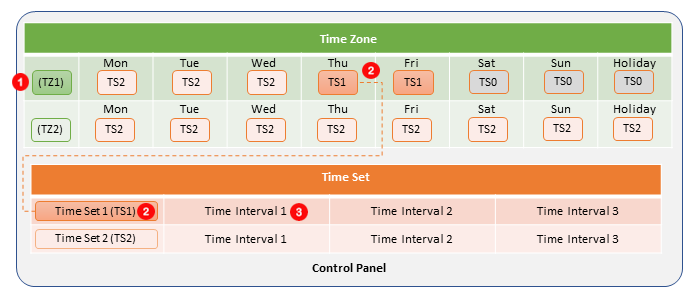 Time Zone
Mon Tue Wed Thu Fri Sat Sun Holiday
1 (TZ1) TS2 TS2 TS2 TS1 2 TS1 TS0 TS0 TS0
Mon Tue Wed Thu Fri Sat Sun Holiday
(TZ2) TS2 TS2 TS2 TS2 TS2 TS2 TS2 TS2
Time Set
Time Set 1 (TS1) 2 Time Interval 1 3 Time Interval 2 Time Interval 3
Time Set 2 (TS2) Time Interval 1 Time Interval 2 Time Interval 3
Control Panel